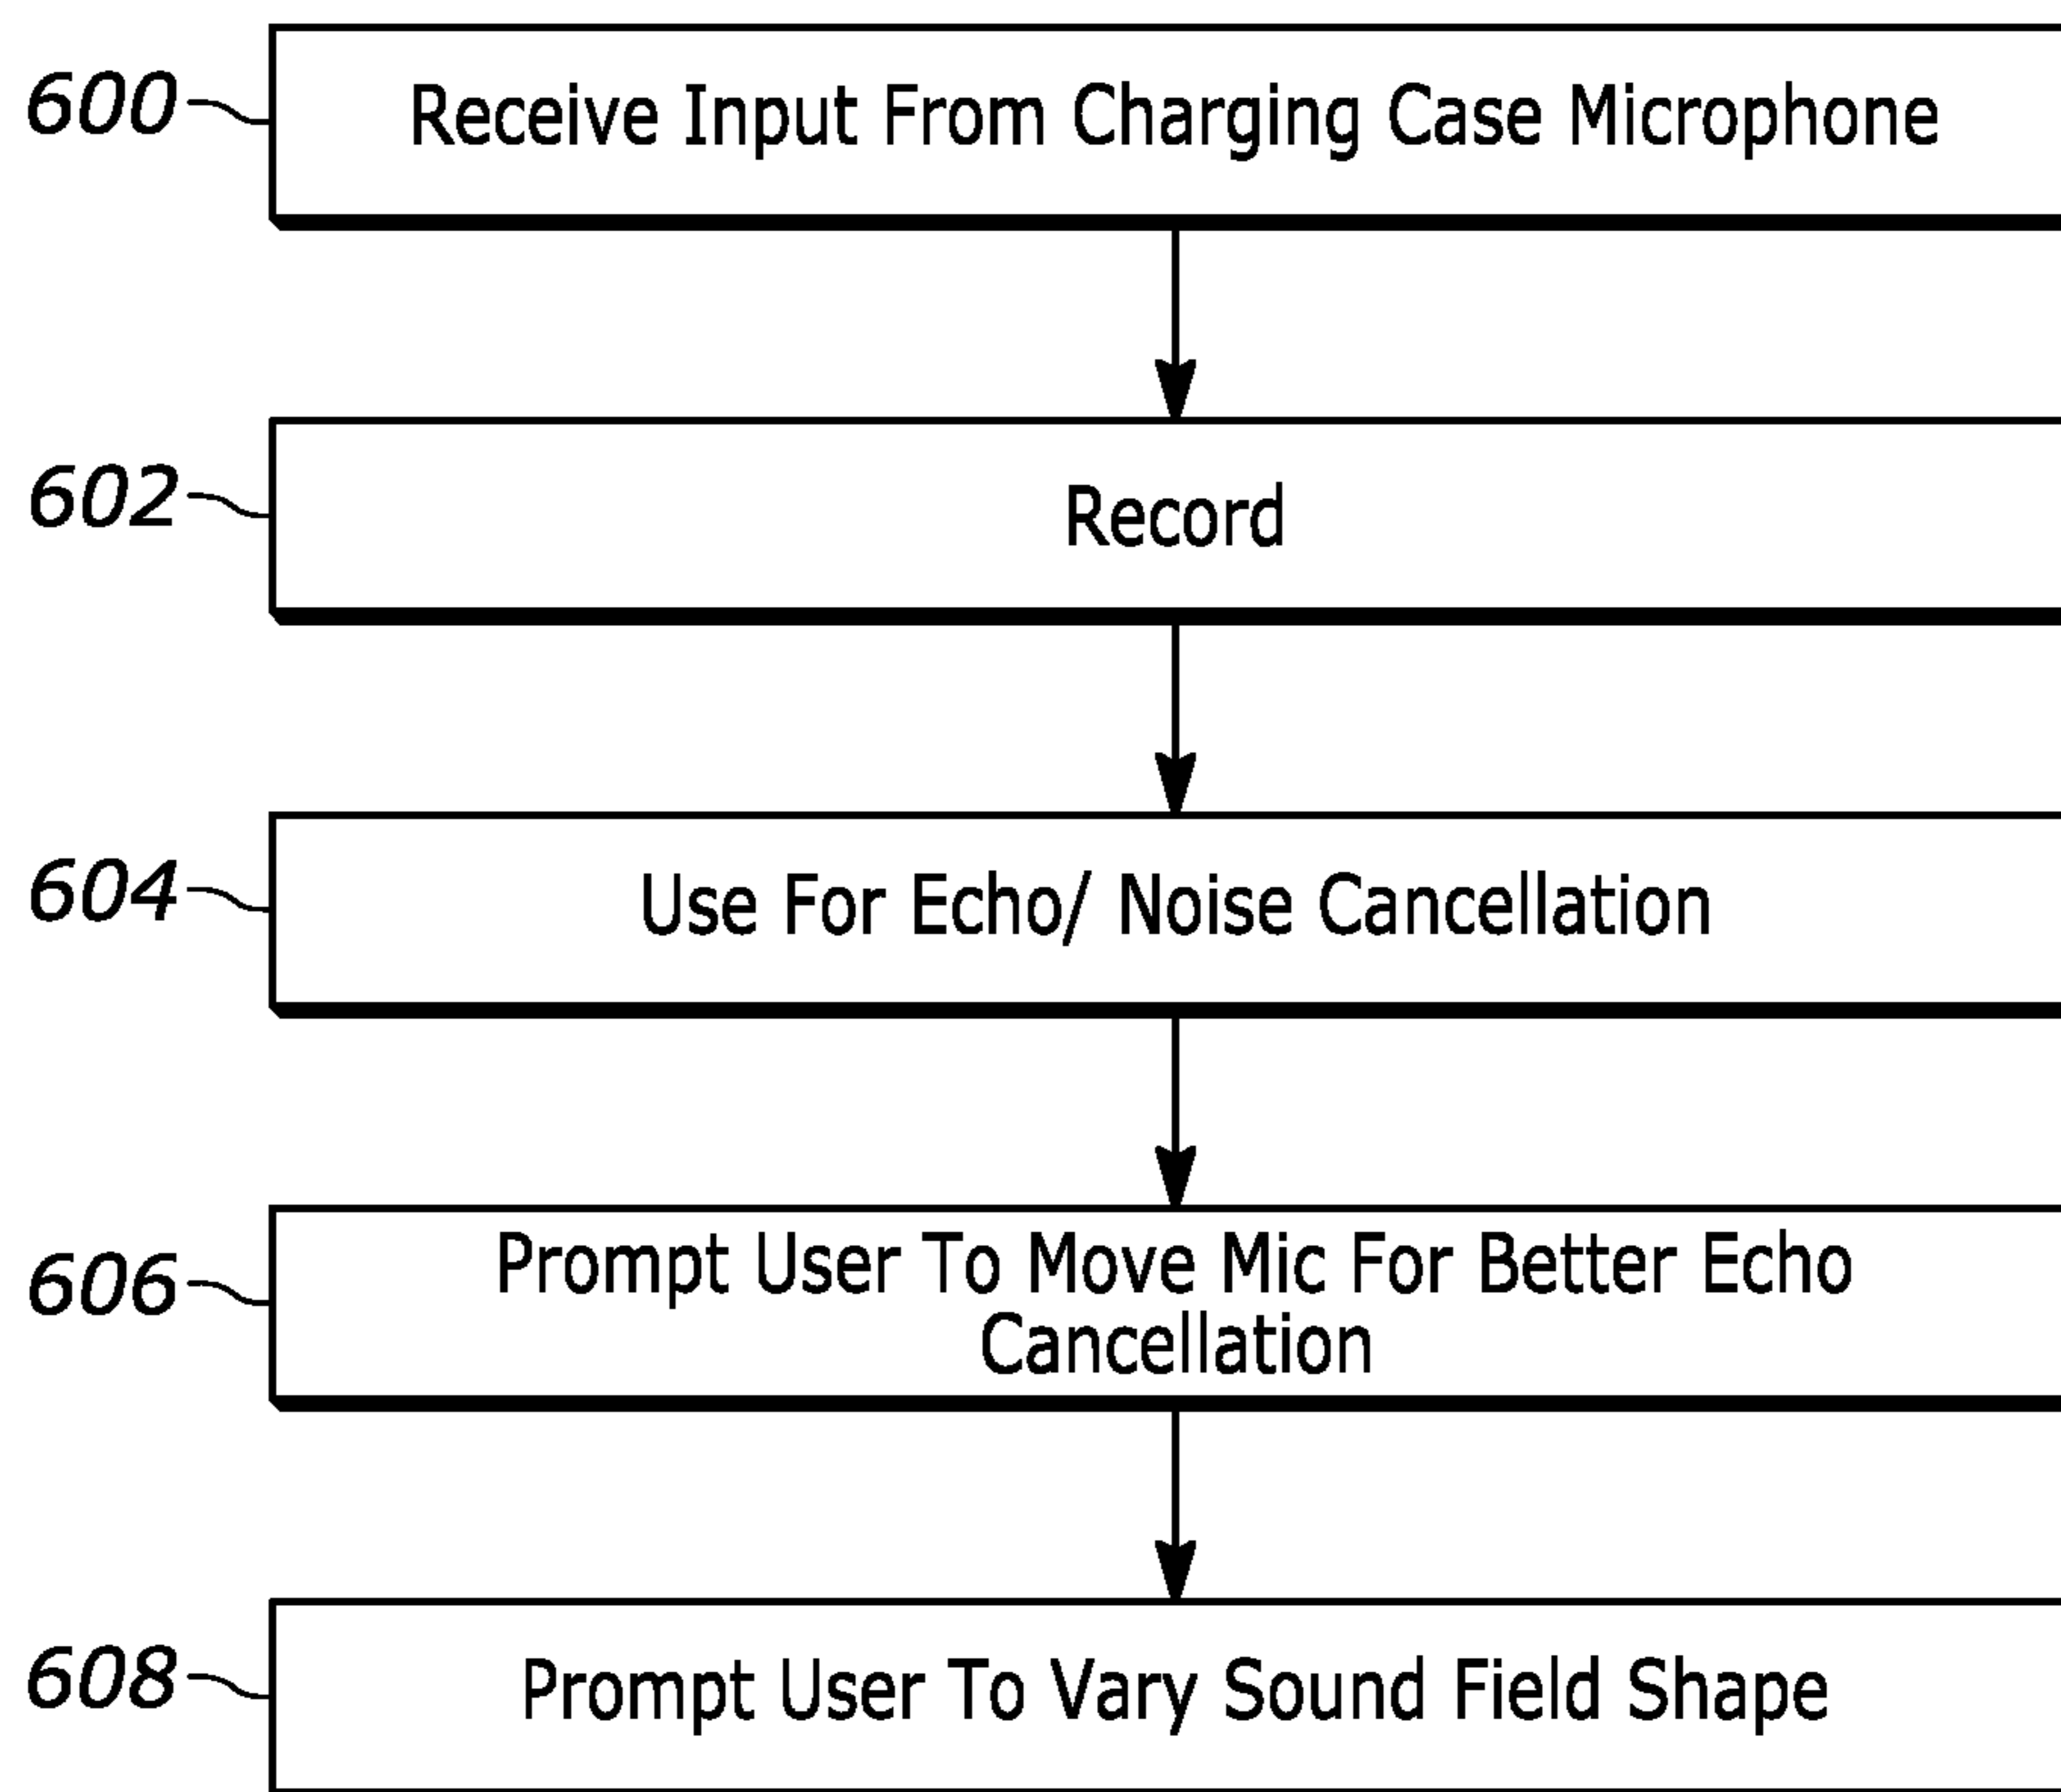 600 Receive Input From Charging Case Microphone
602 Record
604 Use For Echo/ Noise Cancellation
606 Prompt User To Move Mic For Better Echo
Cancellation
608 Prompt User To Vary Sound Field Shape